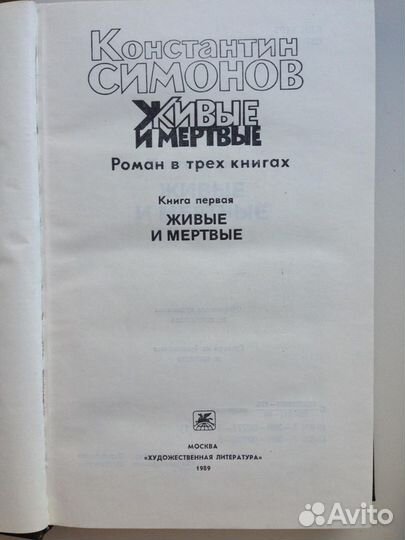 Константин
СИМОНОВ
ЖИВЫЕ
И МЕРТВЫЕ
Роман в трех книгах
Книга первая
ЖИВЫЕ
И МЕРТВЫЕ
МОСКВА
«ХУДОЖЕСТВЕННАЯ ЛИТЕРАТУРА»
1989
Avito